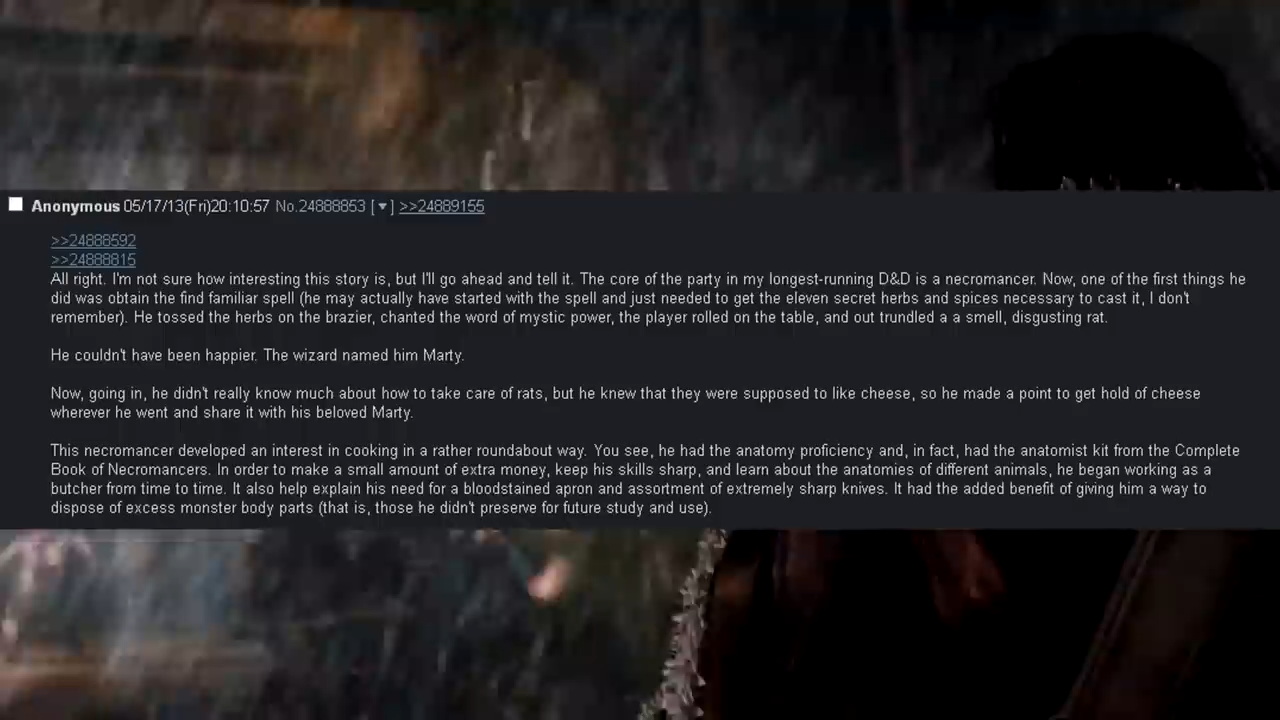 Anonymous 05/17/13(Fri)20:10:57 No.24888853 [▼] >>24889155
>>24888592
>>24888815
All right. I'm not sure how interesting this story is, but I'll go ahead and tell it. The core of the party in my longest-running D&D is a necromancer. Now, one of the first things he
did was obtain the find familiar spell (he may actually have started with the spell and just needed to get the eleven secret herbs and spices necessary to cast it, I don't
remember). He tossed the herbs on the brazier, chanted the word of mystic power, the player rolled on the table, and out trundled a a smell, disgusting rat.
He couldn't have been happier. The wizard named him Marty.
Now, going in, he didn't really know much about how to take care of rats, but he knew that they were supposed to like cheese, so he made a point to get hold of cheese
wherever he went and share it with his beloved Marty.
This necromancer developed an interest in cooking in a rather roundabout way. You see, he had the anatomy proficiency and, in fact, had the anatomist kit from the Complete
Book of Necromancers. In order to make a small amount of extra money, keep his skills sharp, and learn about the anatomies of different animals, he began working as a
butcher from time to time. It also help explain his need for a bloodstained apron and assortment of extremely sharp knives. It had the added benefit of giving him a way to
dispose of excess monster body parts (that is, those he didn't preserve for future study and use).